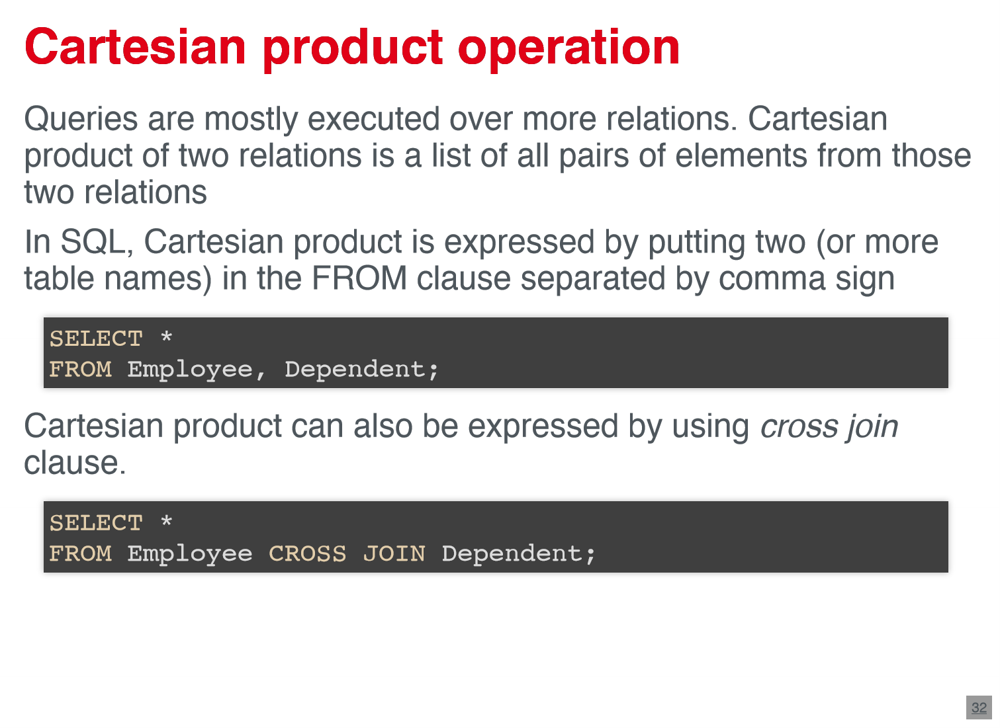 Cartesian product operation
Queries are mostly executed over more relations. Cartesian
product of two relations is a list of all pairs of elements from those
two relations
In SQL, Cartesian product is expressed by putting two (or more
table names) in the FROM clause separated by comma sign
SELECT *
FROM Employee, Dependent;
Cartesian product can also be expressed by using cross join
clause.
SELECT *
FROM Employee CROSS JOIN Dependent;
32